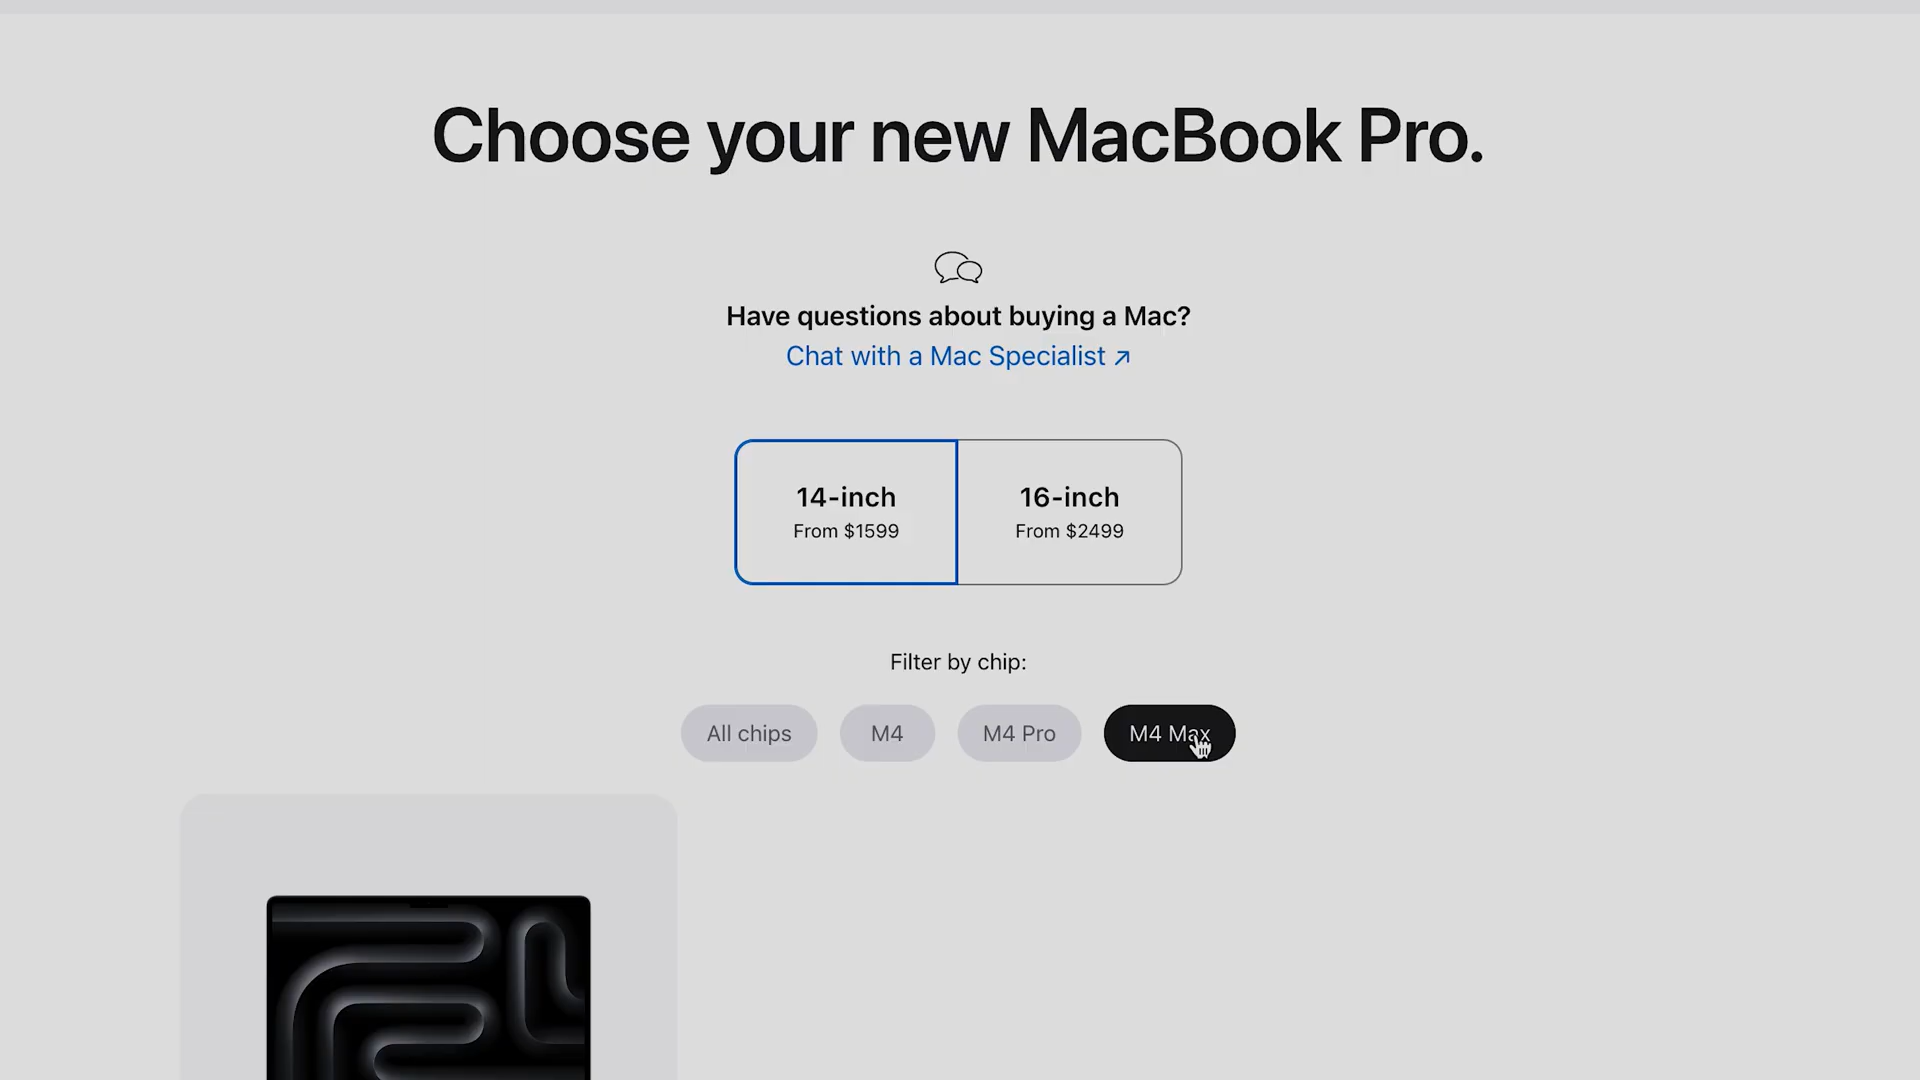 Choose your new MacBook Pro.
Have questions about buying a Mac?
Chat with a Mac Specialist ↗
14-inch
From $1599
16-inch
From $2499
Filter by chip:
All chips
M4
M4 Pro
M4 Max